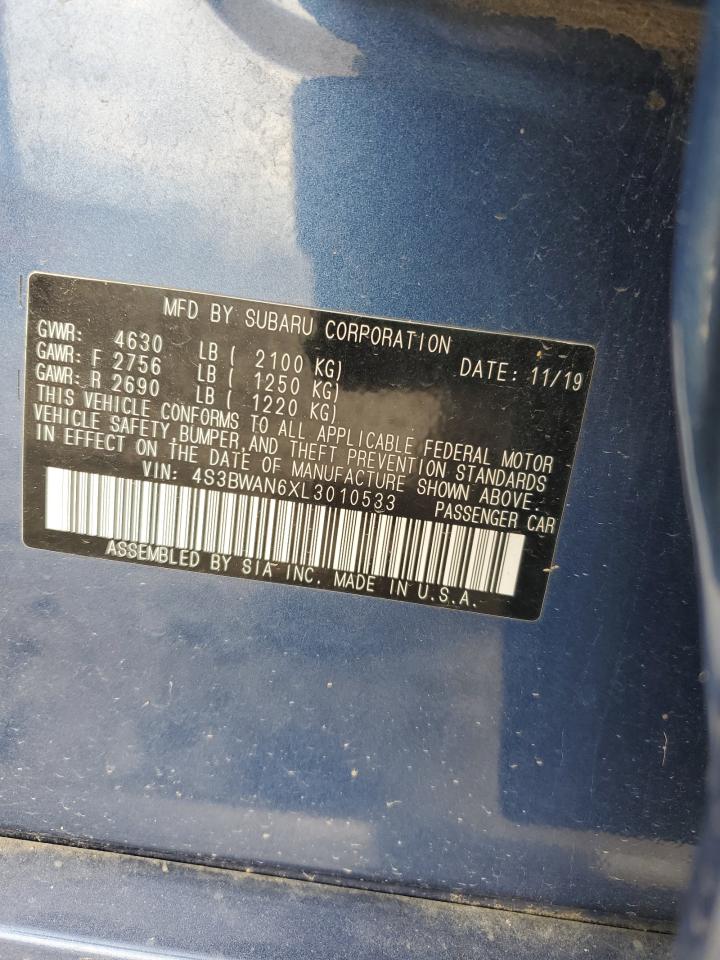 MFD BY SUBARU CORPORATION
GVWR: 4630 LB ( 2100 KG) DATE: 11/19
GAWR: F 2756 LB ( 1250 KG)
GAWR: R 2690 LB ( 1220 KG)
THIS VEHICLE CONFORMS TO ALL APPLICABLE FEDERAL MOTOR
VEHICLE SAFETY,BUMPER,AND THEFT PREVENTION STANDARDS
IN EFFECT ON THE DATE OF MANUFACTURE SHOWN ABOVE.
VIN: 4S3BWAN6XL3010533 PASSENGER CAR
ASSEMBLED BY SIA INC. MADE IN U.S.A.